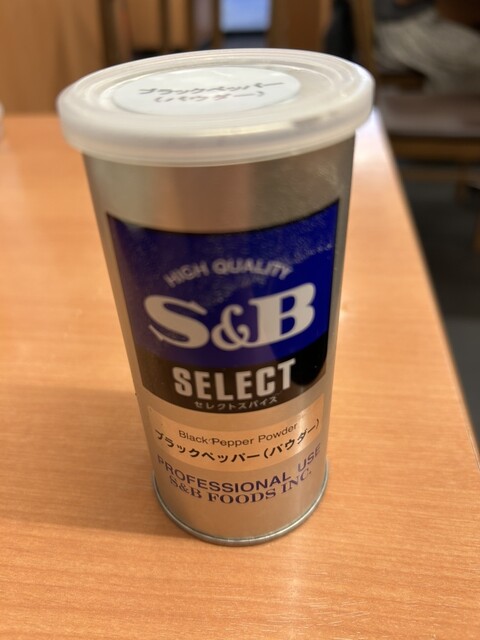 ブラックペッパー
(パウダー)
HIGH QUALITY
S&B
SELECT
セレクトスパイス
Black Pepper Powder
ブラックペッパー(パウダー)
PROFESSIONAL USE
S&B FOODS INC.